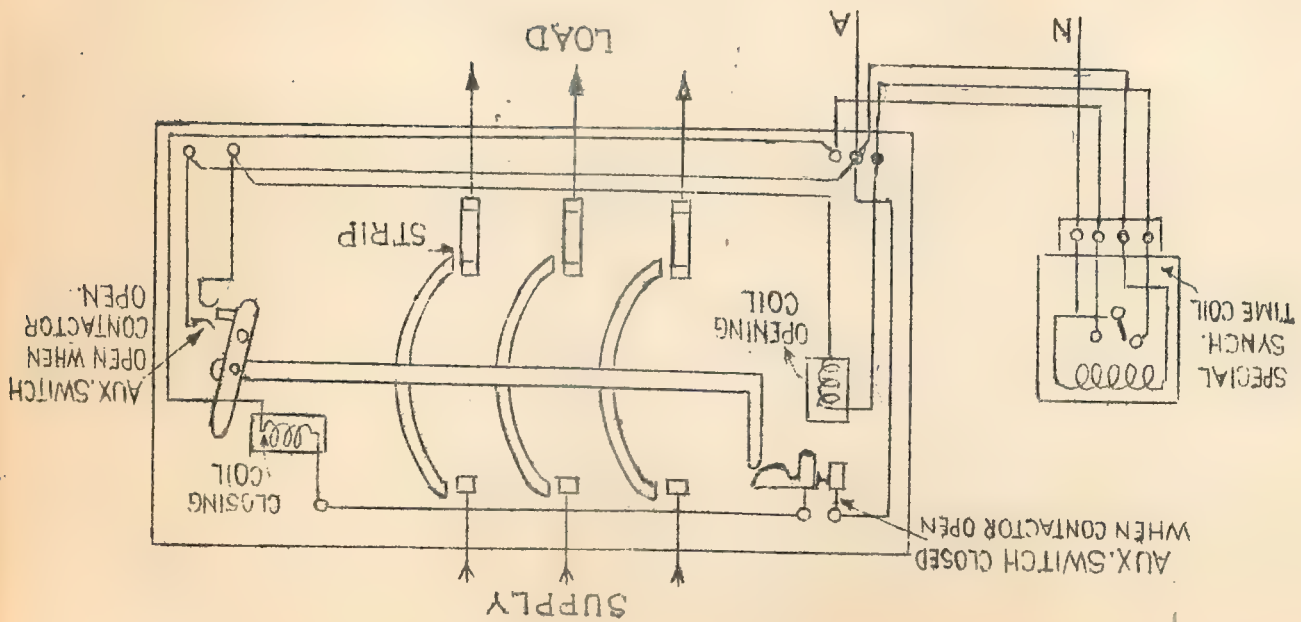 SUPPLY
AUX.SWITCH CLOSED
WHEN CONTACTOR OPEN
CLOSING
COIL
SPECIAL
SYNCH.
TIME COIL
OPENING
COIL
AUX.SWITCH
OPEN WHEN
CONTACTOR
OPEN.
STRIP
N
A
LOAD